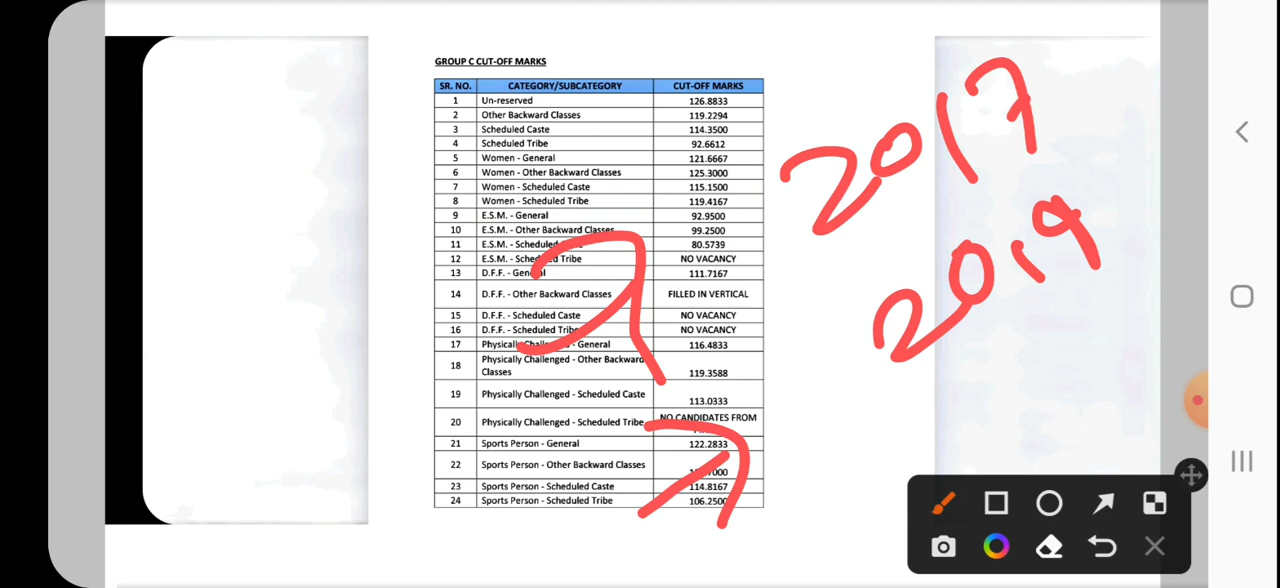 GROUP C CUT-OFF MARKS
SR. NO. CATEGORY/SUBCATEGORY CUT-OFF MARKS
1 Un-reserved 126.8833
2 Other Backward Classes 119.2294
3 Scheduled Caste 114.3500
4 Scheduled Tribe 92.6612
5 Women - General 121.6667
6 Women - Other Backward Classes 125.3000
7 Women - Scheduled Caste 115.1500
8 Women - Scheduled Tribe 119.4167
9 E.S.M. - General 92.9500
10 E.S.M. - Other Backward Classes 99.2500
11 E.S.M. - Scheduled 80.5739
12 E.S.M. - Scheduled Tribe NO VACANCY
13 D.F.F. - General 111.7167
14 D.F.F. - Other Backward Classes FILLED IN VERTICAL
15 D.F.F. - Scheduled Caste NO VACANCY
16 D.F.F. - Scheduled Tribe NO VACANCY
17 Physically Challenged - General 116.4833
18 Physically Challenged - Other Backward Classes 119.3588
19 Physically Challenged - Scheduled Caste 113.0333
20 Physically Challenged - Scheduled Tribe NO CANDIDATES FROM
21 Sports Person - General 122.2833
22 Sports Person - Other Backward Classes
23 Sports Person - Scheduled Caste 114.8167
24 Sports Person - Scheduled Tribe 106.2500
2017
2019